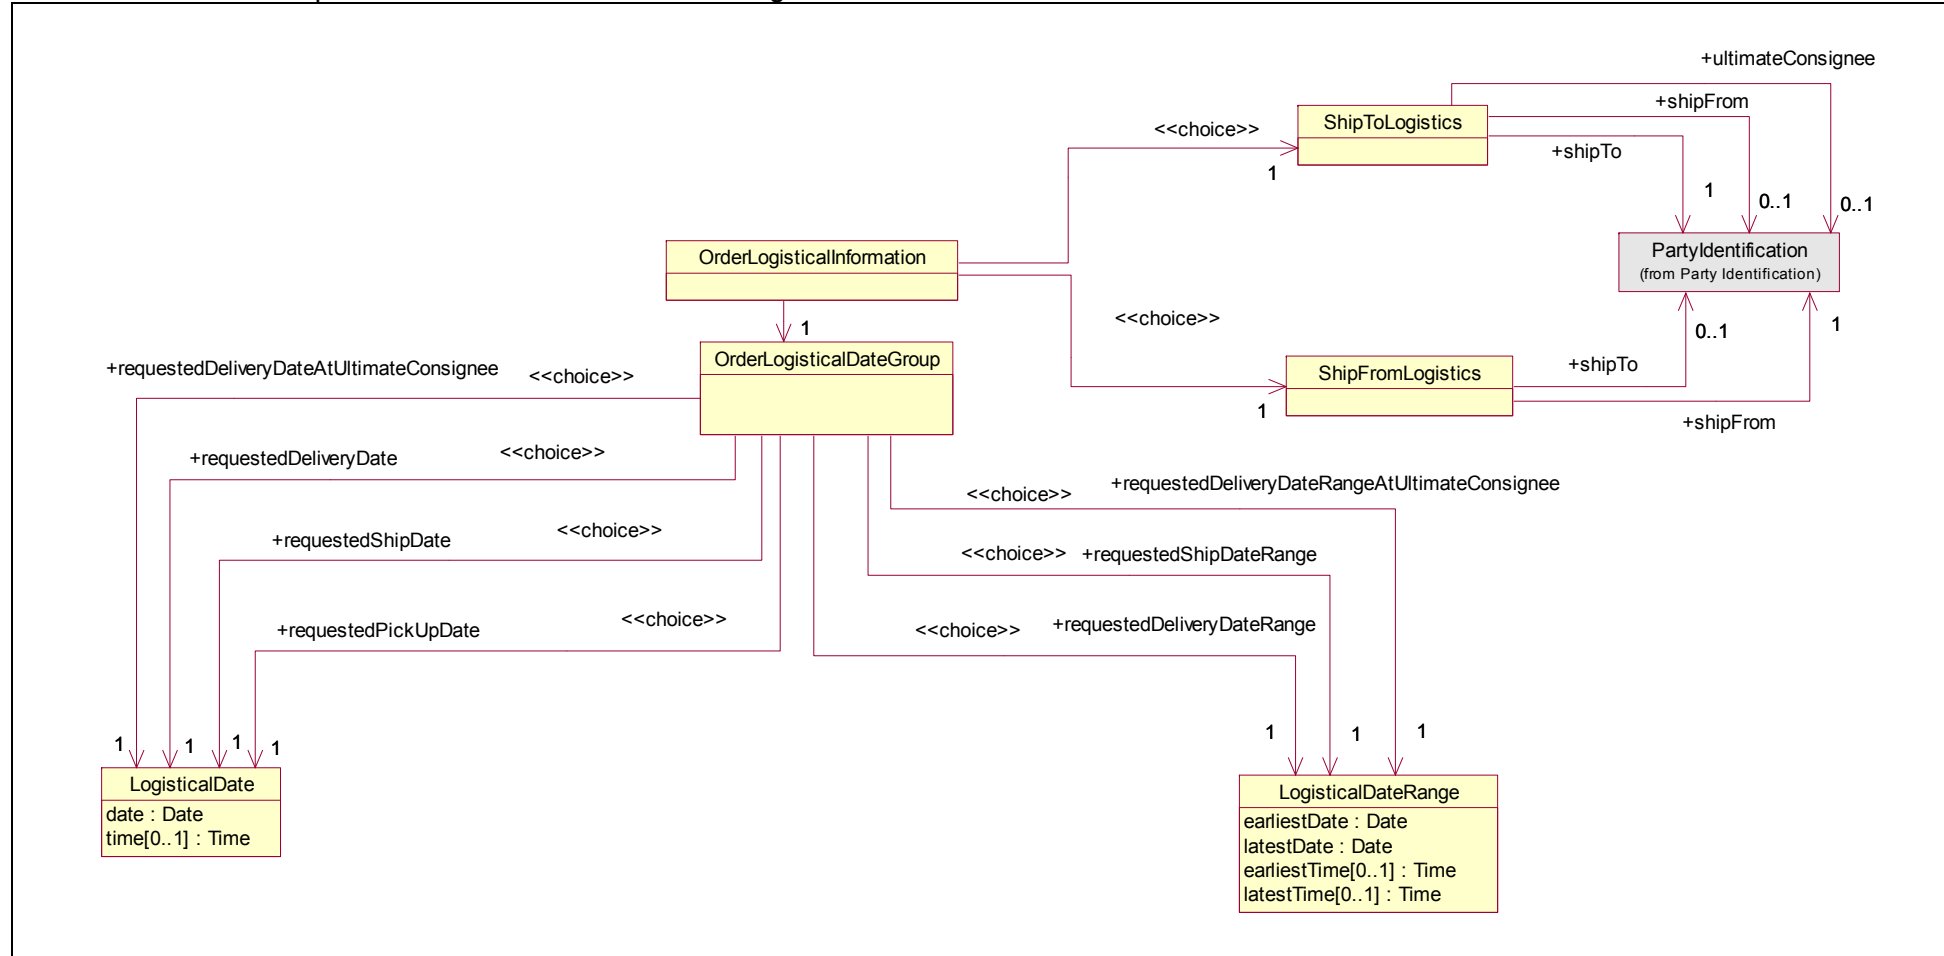 +ultimateConsignee
+shipFrom
<<choice>>
ShipToLogistics
+shipTo
1
1
0..1
0..1
OrderLogisticalInformation
PartyIdentification
(from Party Identification)
<<choice>>
1
0..1
1
OrderLogisticalDateGroup
+requestedDeliveryDateAtUltimateConsignee
<<choice>>
ShipFromLogistics
+shipTo
1
+shipFrom
+requestedDeliveryDate
<<choice>>
<<choice>>
+requestedDeliveryDateRangeAtUltimateConsignee
+requestedShipDate
<<choice>>
<<choice>>
+requestedShipDateRange
+requestedPickUpDate
<<choice>>
<<choice>>
+requestedDeliveryDateRange
1
1
1
1
1
1
1
LogisticalDate
date : Date
time[0..1] : Time
LogisticalDateRange
earliestDate : Date
latestDate : Date
earliestTime[0..1] : Time
latestTime[0..1] : Time